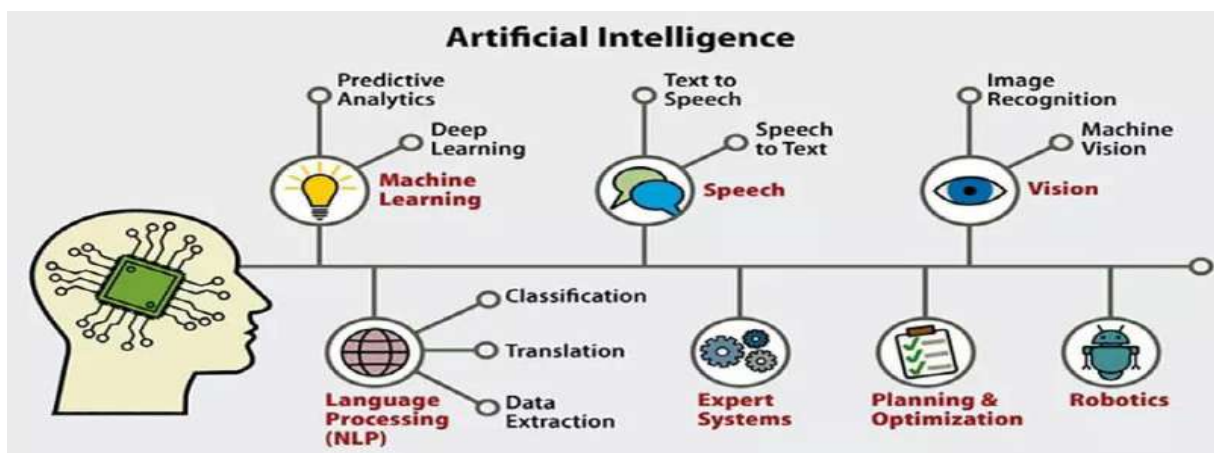 Artificial Intelligence
Predictive
Analytics
Deep
Learning
Machine
Learning
Text to
Speech
Speech
to Text
Speech
Image
Recognition
Machine
Vision
Vision
Classification
Translation
Data
Extraction
Language
Processing
(NLP)
Expert
Systems
Planning &
Optimization
Robotics